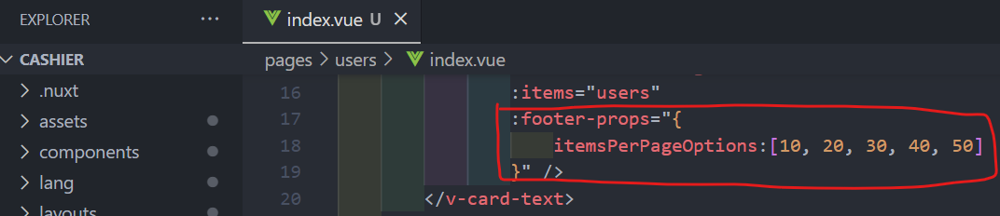 EXPLORER ···
index.vue U
CASHIER
pages > users > index.vue
.nuxt
assets
components
lang
16 :items="users"
17 :footer-props="{
18 itemsPerPageOptions:[10, 20, 30, 40, 50]
19 }" />
20 </v-card-text>